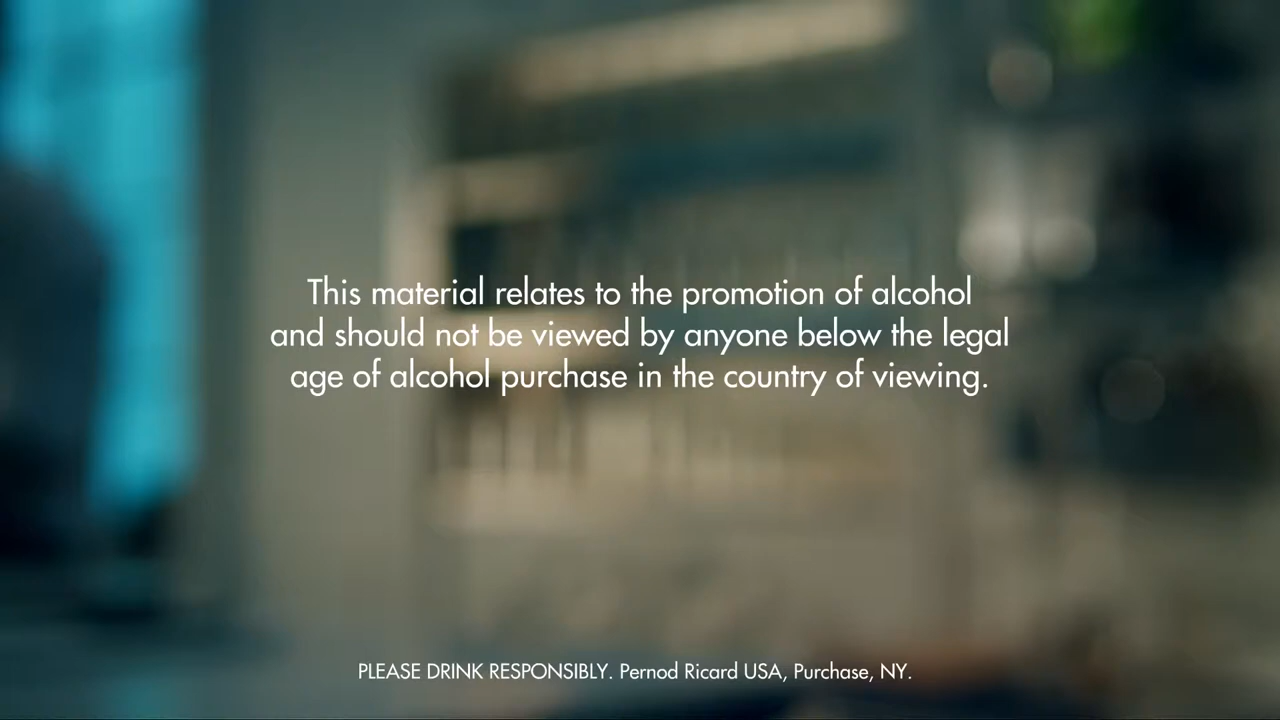 This material relates to the promotion of alcohol
and should not be viewed by anyone below the legal
age of alcohol purchase in the country of viewing.
PLEASE DRINK RESPONSIBLY. Pernod Ricard USA, Purchase, NY.